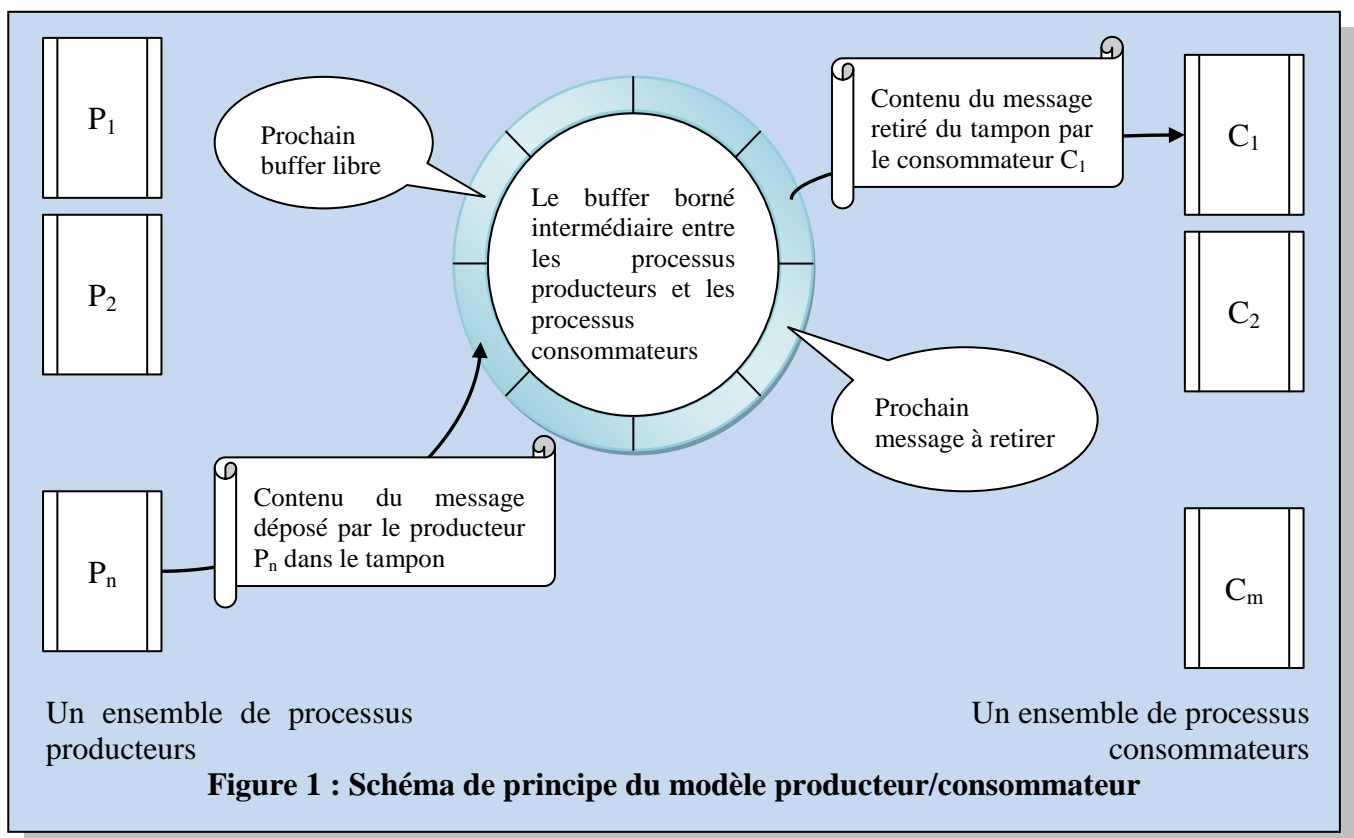 P1
P2
Pn
Prochain
buffer libre
Le buffer borné
intermédiaire entre
les processus
producteurs et les
processus
consommateurs
Contenu du message
retiré du tampon par
le consommateur C1
C1
C2
Cm
Prochain
message à retirer
Contenu du message
déposé par le producteur
Pn dans le tampon
Un ensemble de processus
producteurs
Un ensemble de processus
consommateurs
Figure 1 : Schéma de principe du modèle producteur/consommateur